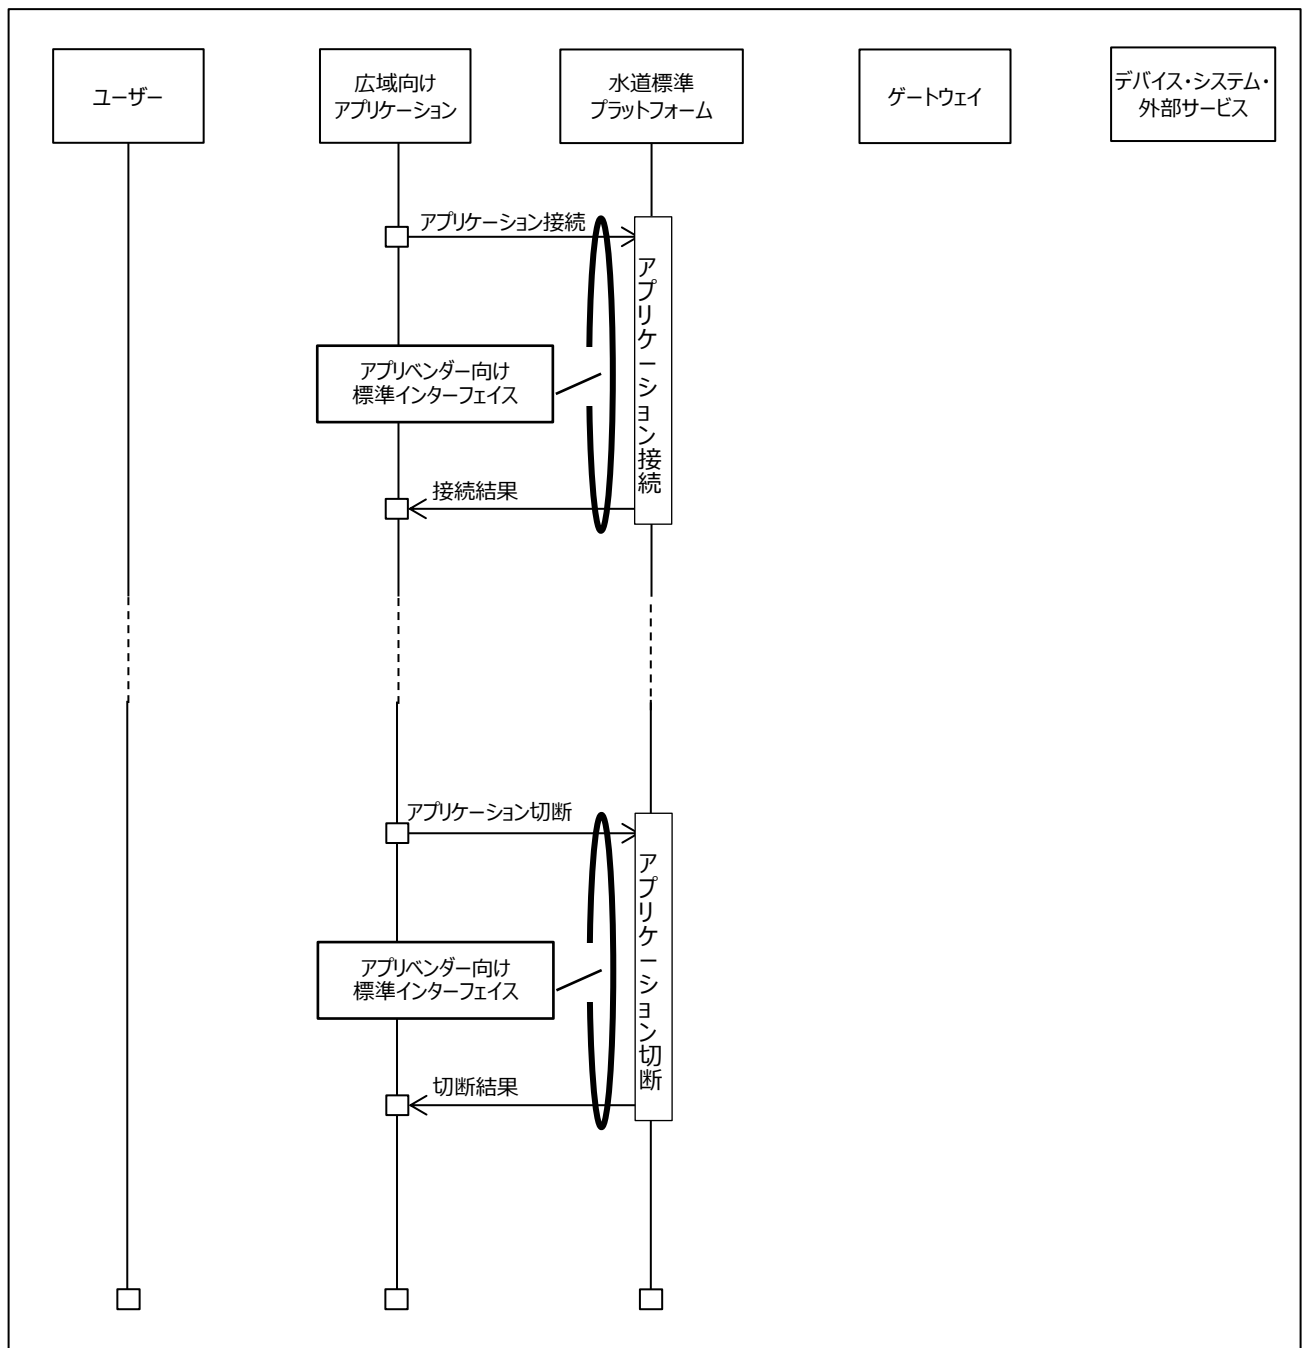 ユーザー
広域向け
アプリケーション
水道標準
プラットフォーム
ゲートウェイ
デバイス・システム・
外部サービス
アプリケーション接続
アプリケーション接続
アプリベンダー向け
標準インターフェイス
接続結果
アプリケーション切断
アプリケーション切断
アプリベンダー向け
標準インターフェイス
切断結果